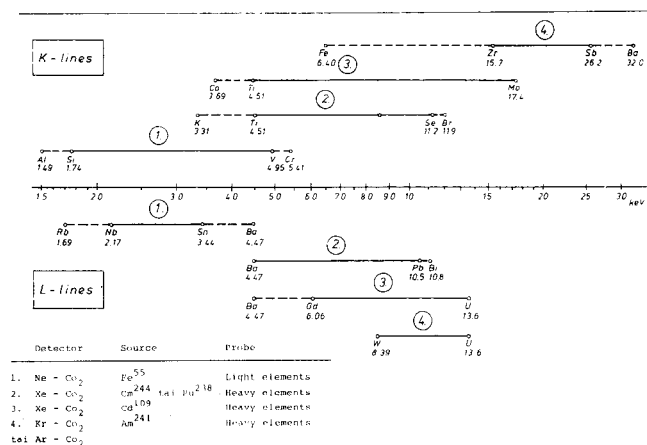 4.
K-lines
Fe Zr Sb Ba
6.40 15.7 26.2 32.0
3.
Ca Ti Mo
3.69 4.51 17.4
2.
K Ti Se Br
3.31 4.51 11.2 11.9
1.
Al Si V Cr
1.49 1.74 4.95 5.41
1.5 2.0 3.0 4.0 5.0 6.0 7.0 8.0 9.0 10 15 20 25 30 keV
1.
Rb Nb Sn Ba
1.69 2.17 3.44 4.47
2.
Ba Pb Bi
4.47 10.5 10.8
3.
L-lines
Ba Gd U
4.47 6.06 13.6
4.
W U
8.39 13.6
Detector Source Probe
1. Ne - Co2 Fe55 Light elements
2. Xe - Co2 Cm244 tai Pu238 Heavy elements
3. Xe - Co2 Cd109 Heavy elements
4. Kr - Co2 Am241 Heavy elements
tai Ar - Co2